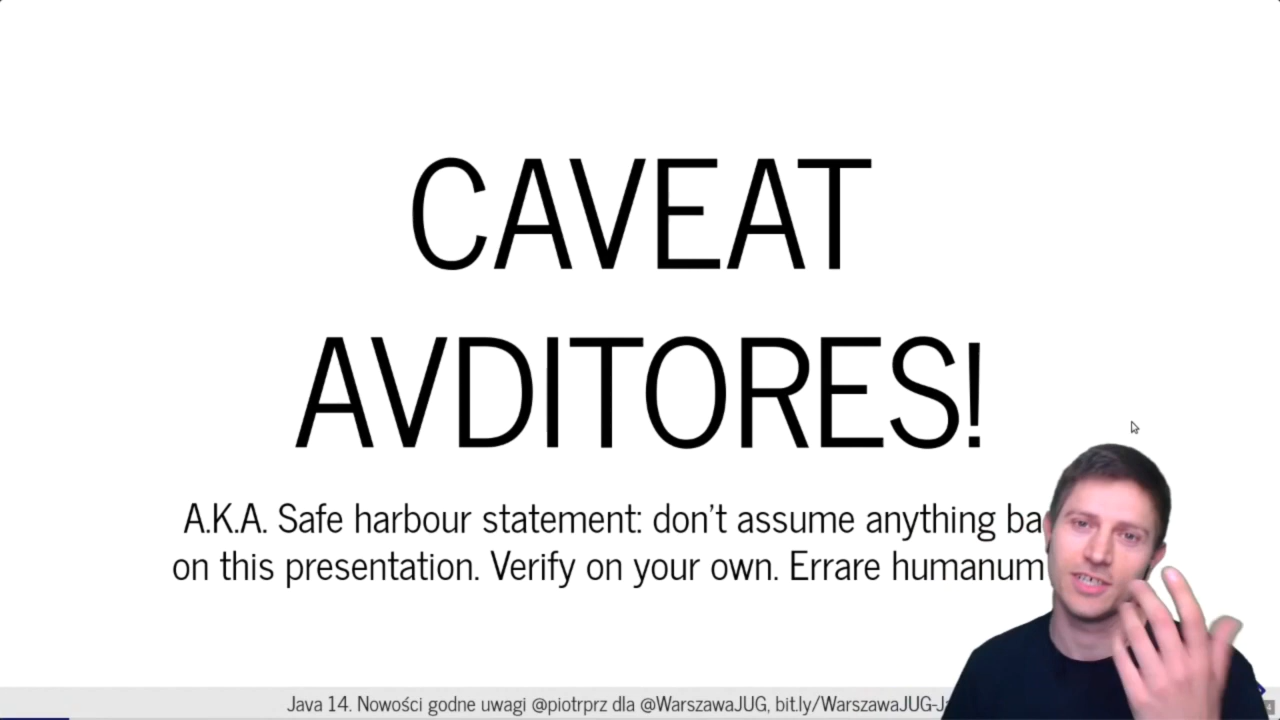 CAVEAT
AVDITORES!
A.K.A. Safe harbour statement: don't assume anything
on this presentation. Verify on your own. Errare humanum
Java 14. Nowości godne uwagi @piotrprz dla @WarszawaJUG, bit.ly/WarszawaJUG-Ja